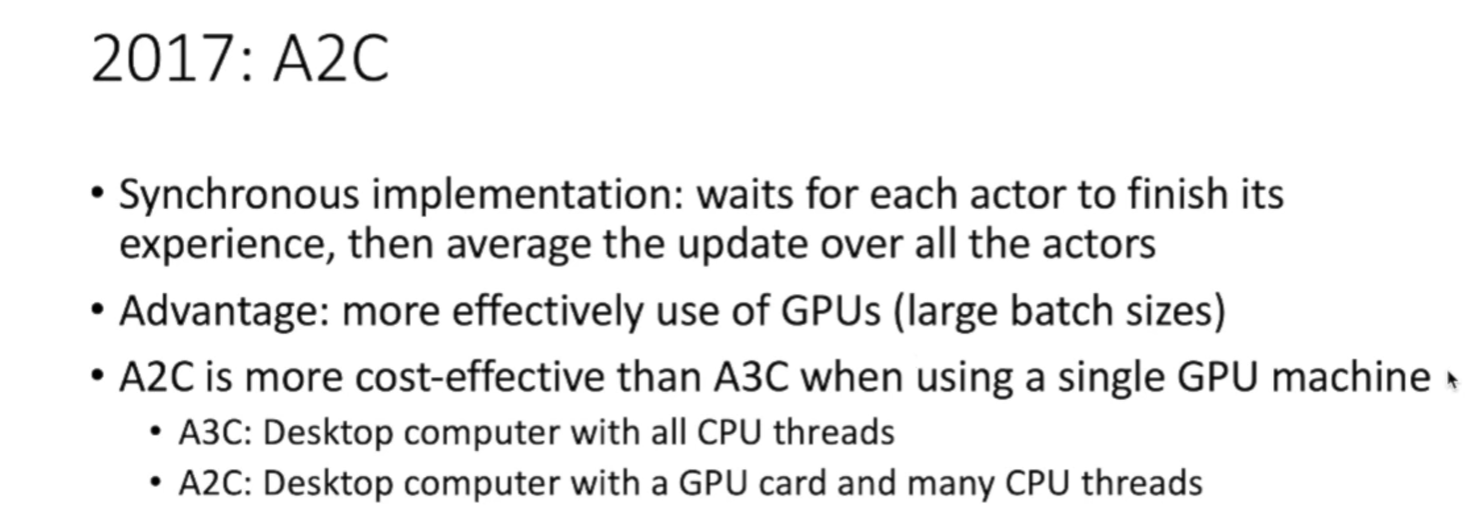 2017: A2C
• Synchronous implementation: waits for each actor to finish its
experience, then average the update over all the actors
• Advantage: more effectively use of GPUs (large batch sizes)
• A2C is more cost-effective than A3C when using a single GPU machine
• A3C: Desktop computer with all CPU threads
• A2C: Desktop computer with a GPU card and many CPU threads